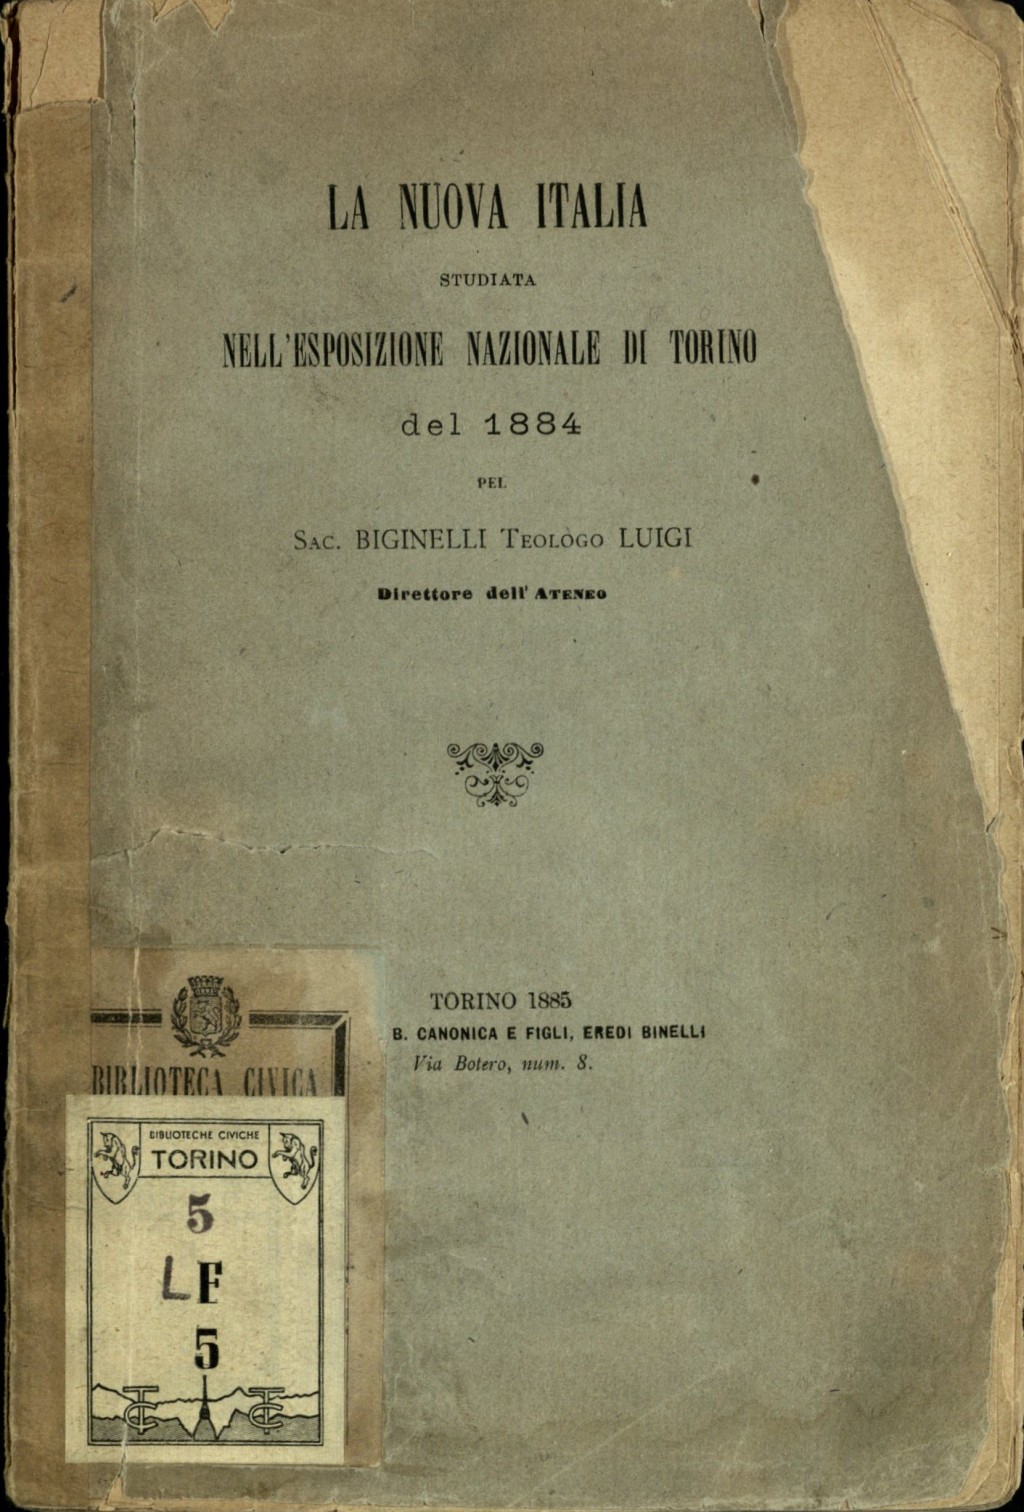 LA NUOVA ITALIA
STUDIATA
NELL'ESPOSIZIONE NAZIONALE DI TORINO
del 1884
PEL
SAC. BIGINELLI TEOLOGO LUIGI
Direttore dell' ATENEO
TORINO 1885
B. CANONICA E FIGLI, EREDI BINELLI
Via Botero, num. 8.
BIBLIOTECA CIVICA
BIBLIOTECHE CIVICHE
TORINO
5
LF
5